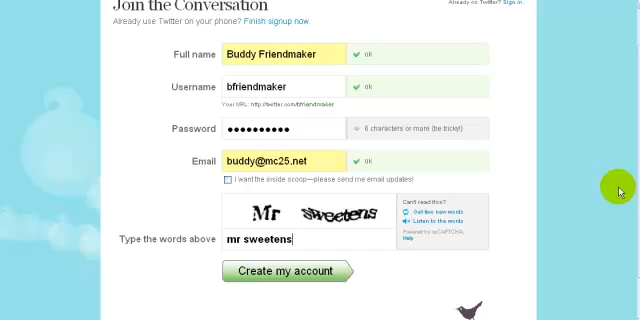 Join the Conversation
Already on Twitter? Sign in.
Already use Twitter on your phone? Finish signup now.
Full name Buddy Friendmaker ok
Username bfriendmaker ok
Your URL: http://twitter.com/bfriendmaker
Password ●●●●●●●●●● 6 characters or more (be tricky!)
Email buddy@mc25.net ok
I want the inside scoop—please send me email updates!
Mr sweetens
Can't read this?
Get two new words
Listen to the words
Powered by reCAPTCHA.
Help
Type the words above mr sweetens
Create my account